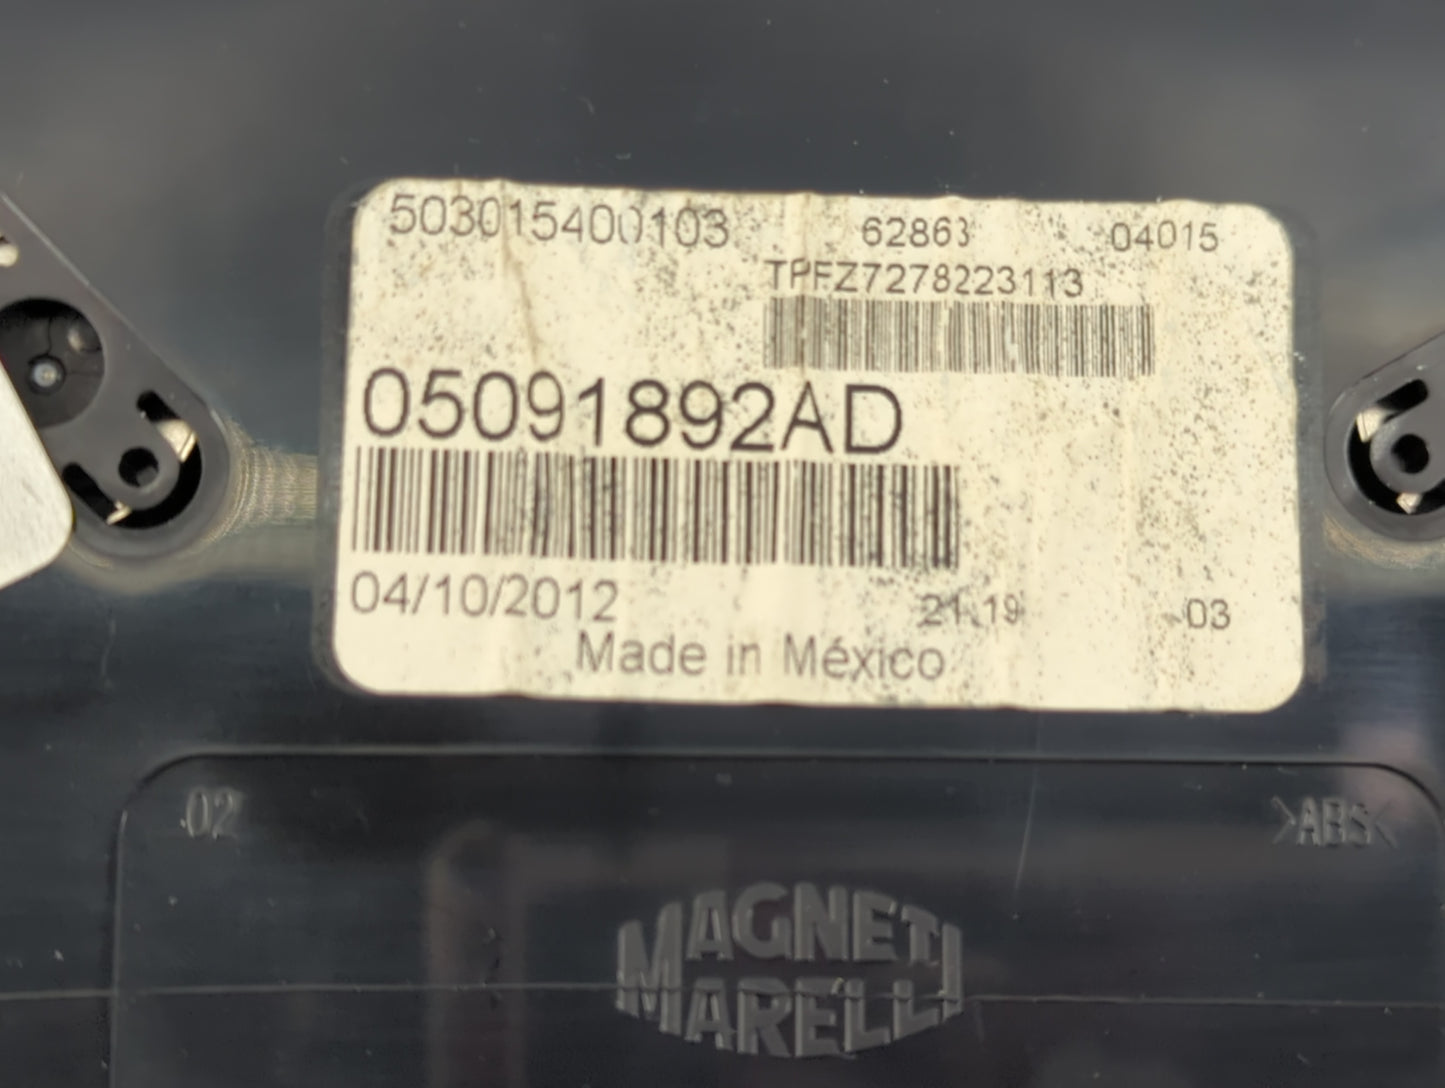 503015400103 62863 04015
TPFZ7278223113
05091892AD
04/10/2012 21.19 03
Made in México
02 >ABS<
MAGNETI
MARELLI